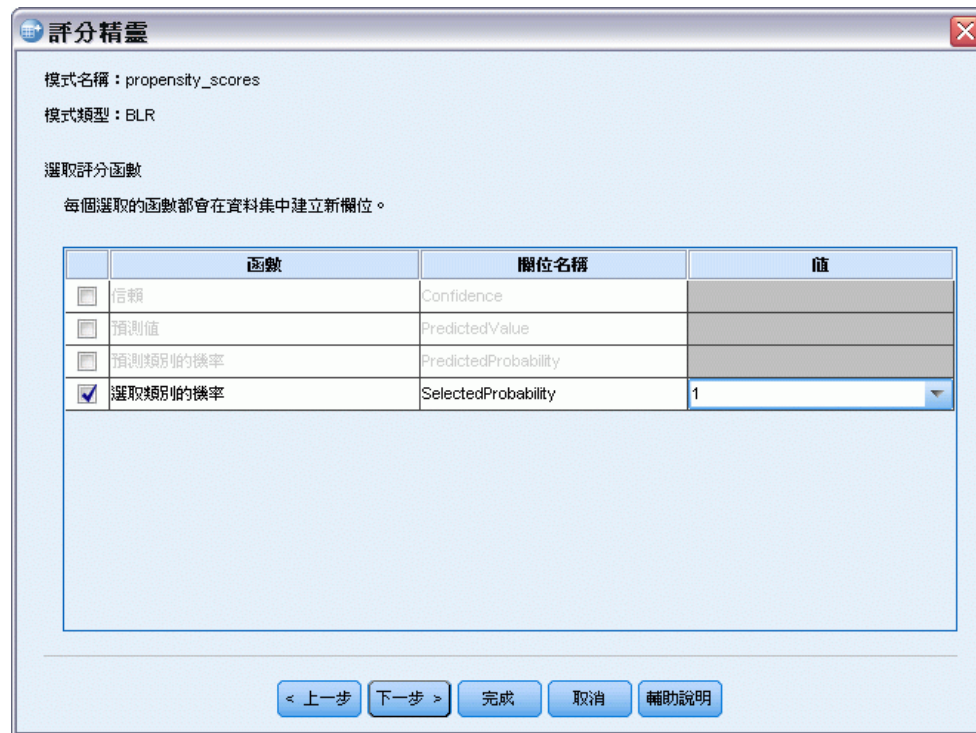 評分精靈
模式名稱：propensity_scores
模式類型：BLR
選取評分函數
每個選取的函數都會在資料集中建立新欄位。
函數 欄位名稱 值
信賴 Confidence
預測值 PredictedValue
預測類別的機率 PredictedProbability
選取類別的機率 SelectedProbability 1
< 上一步 下一步 > 完成 取消 輔助說明